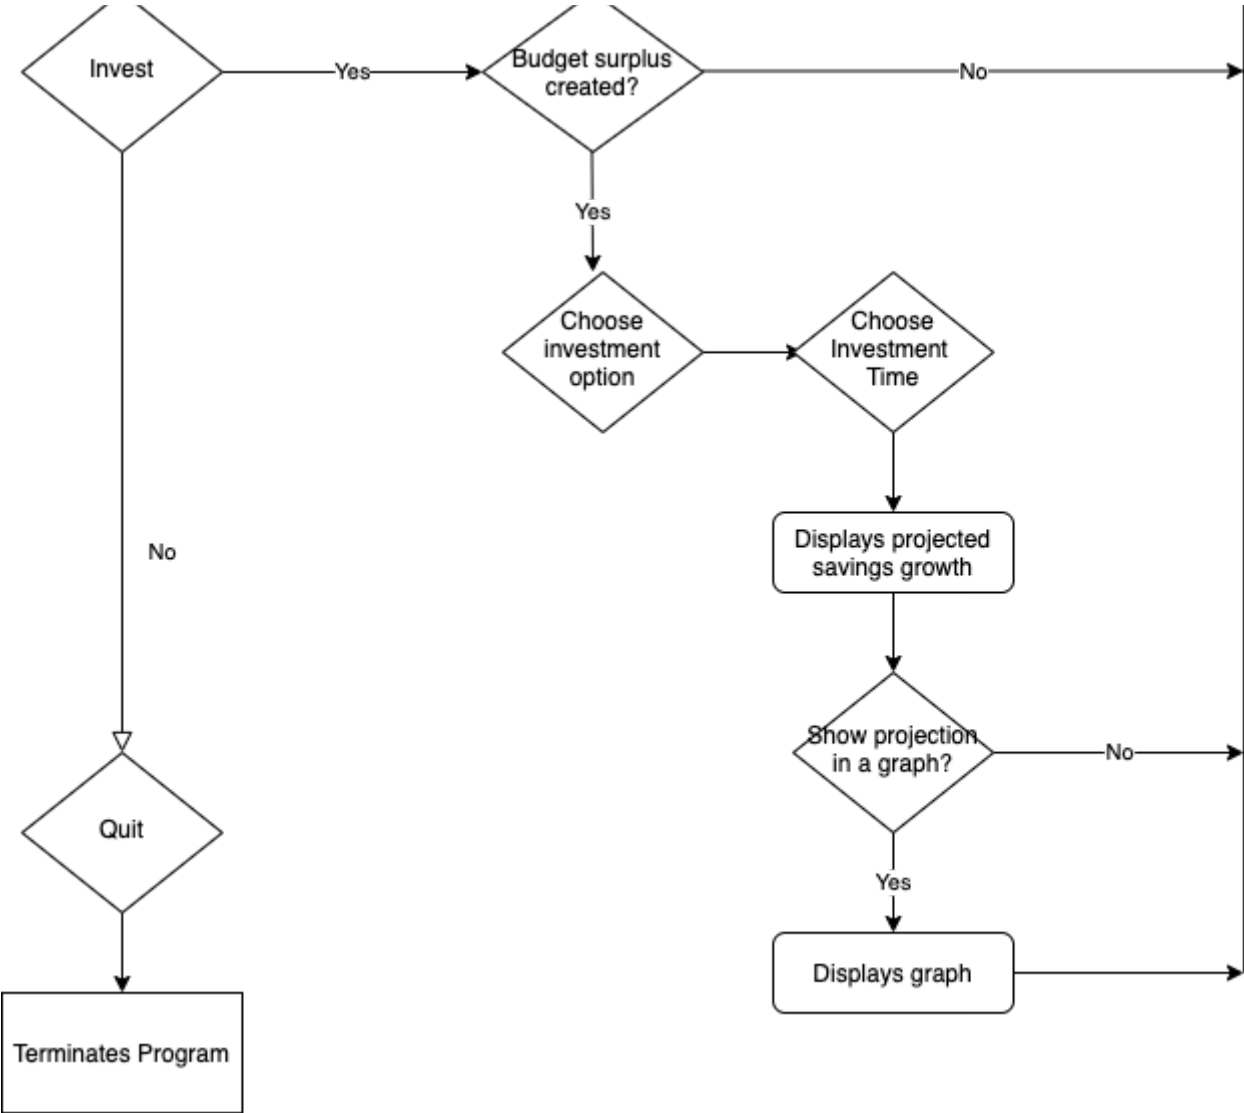 Invest
Yes
Budget surplus
created?
No
Yes
Choose
investment
option
Choose
Investment
Time
No
Displays projected
savings growth
Show projection
in a graph?
No
Quit
Yes
Displays graph
Terminates Program